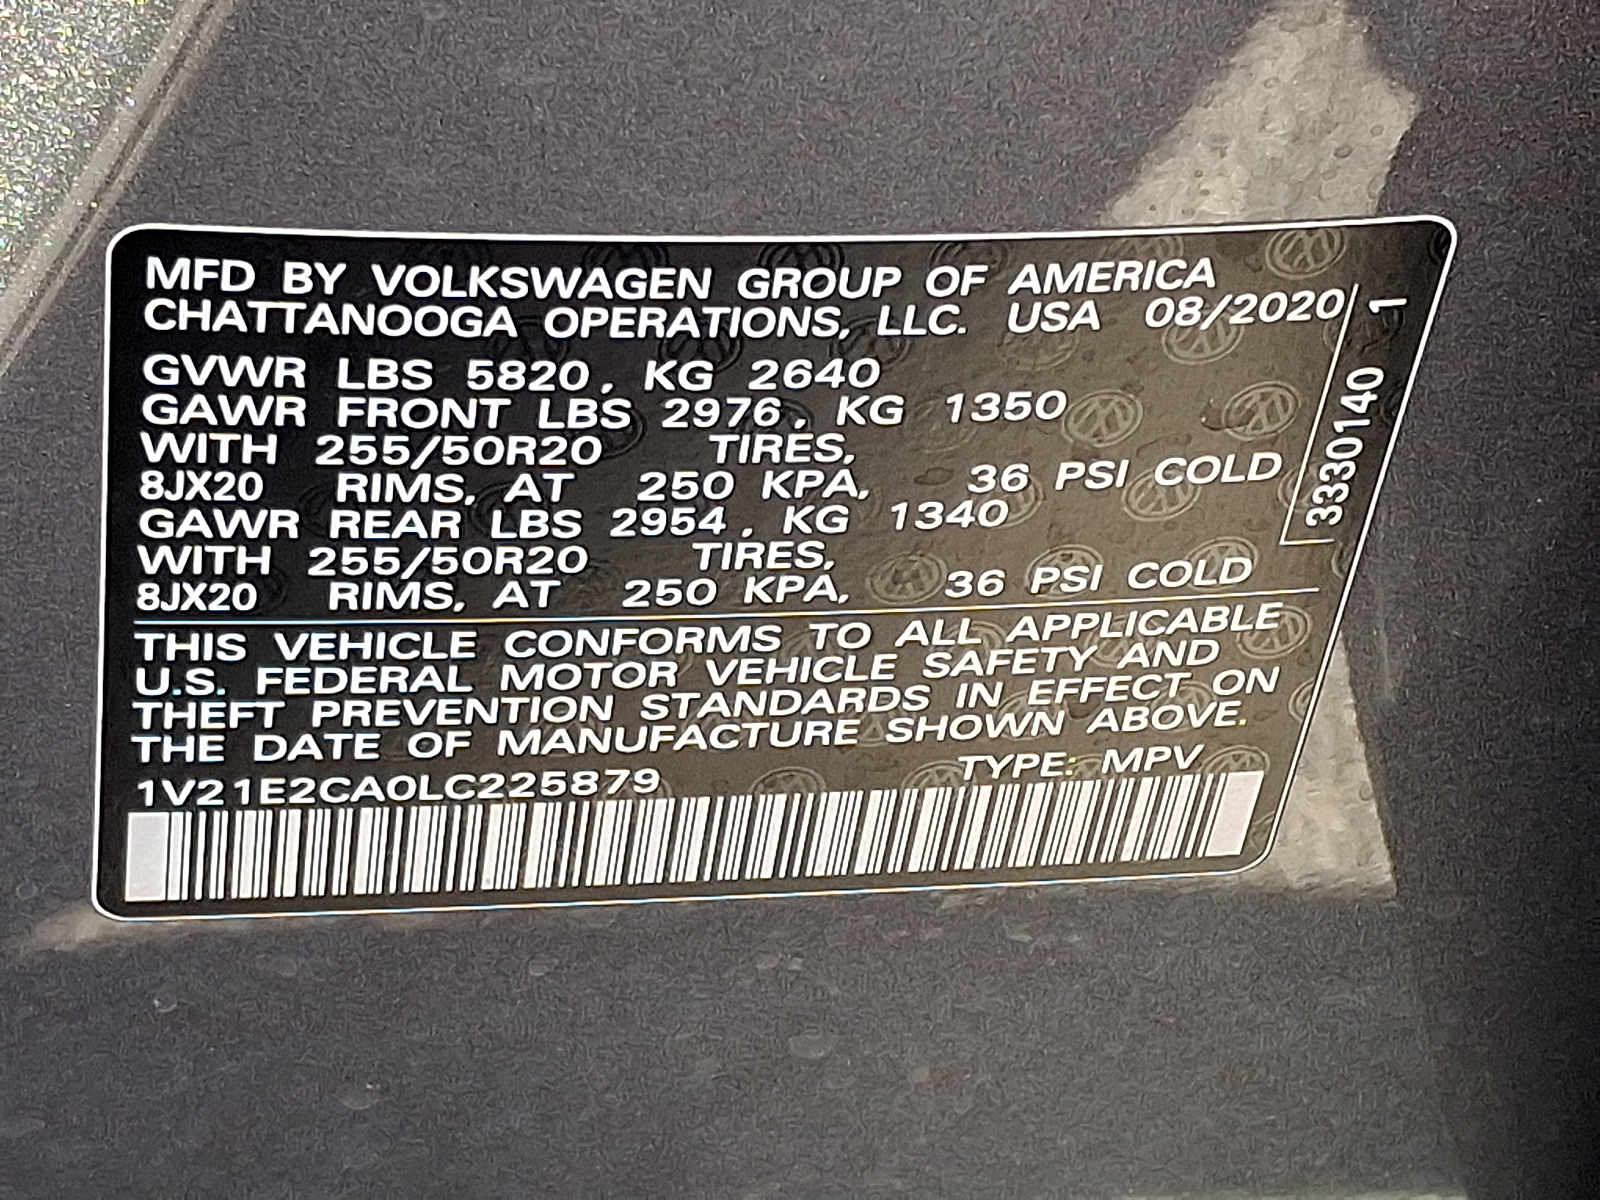 MFD BY VOLKSWAGEN GROUP OF AMERICA
CHATTANOOGA OPERATIONS, LLC. USA 08/2020
GVWR LBS 5820, KG 2640
GAWR FRONT LBS 2976, KG 1350
WITH 255/50R20 TIRES,
8JX20 RIMS, AT 250 KPA, 36 PSI COLD
GAWR REAR LBS 2954, KG 1340
WITH 255/50R20 TIRES,
8JX20 RIMS, AT 250 KPA, 36 PSI COLD
THIS VEHICLE CONFORMS TO ALL APPLICABLE
U.S. FEDERAL MOTOR VEHICLE SAFETY AND
THEFT PREVENTION STANDARDS IN EFFECT ON
THE DATE OF MANUFACTURE SHOWN ABOVE.
1V21E2CA0LC225879 TYPE: MPV
3330140 1